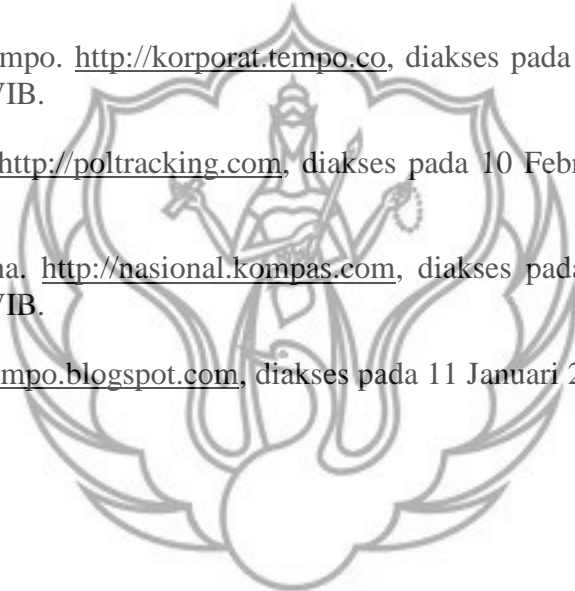 mpo. http://korporat.tempo.co, diakses pada
VIB.
http://poltracking.com, diakses pada 10 Febr
na. http://nasional.kompas.com, diakses pada
VIB.
mpo.blogspot.com, diakses pada 11 Januari 2